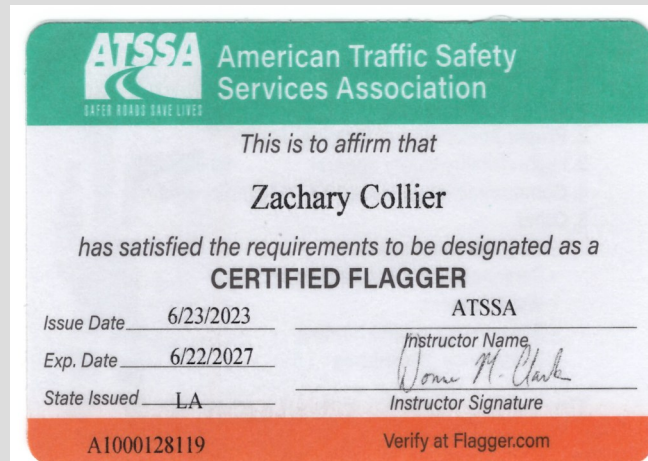 ATSSA
SAFER ROADS SAVE LIVES
American Traffic Safety
Services Association
This is to affirm that
Zachary Collier
has satisfied the requirements to be designated as a
CERTIFIED FLAGGER
Issue Date 6/23/2023
ATSSA
Instructor Name
Exp. Date 6/22/2027
M. Clark
State Issued LA
Instructor Signature
A1000128119
Verify at Flagger.com